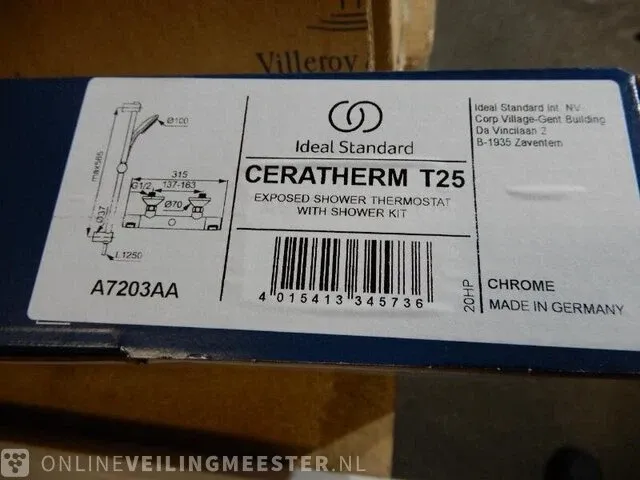 Villeroy
Ø100
max565
Ø37
L1250
315
G1/2
137-163
Ø70
A7203AA
Ideal Standard
CERATHERM T25
EXPOSED SHOWER THERMOSTAT
WITH SHOWER KIT
4 015413 345736
20HP
Ideal Standard Int. NV
Corp Village-Gent Building
Da Vincilaan 2
B-1935 Zaventem
CHROME
MADE IN GERMANY
ONLINEVEILINGMEESTER.NL